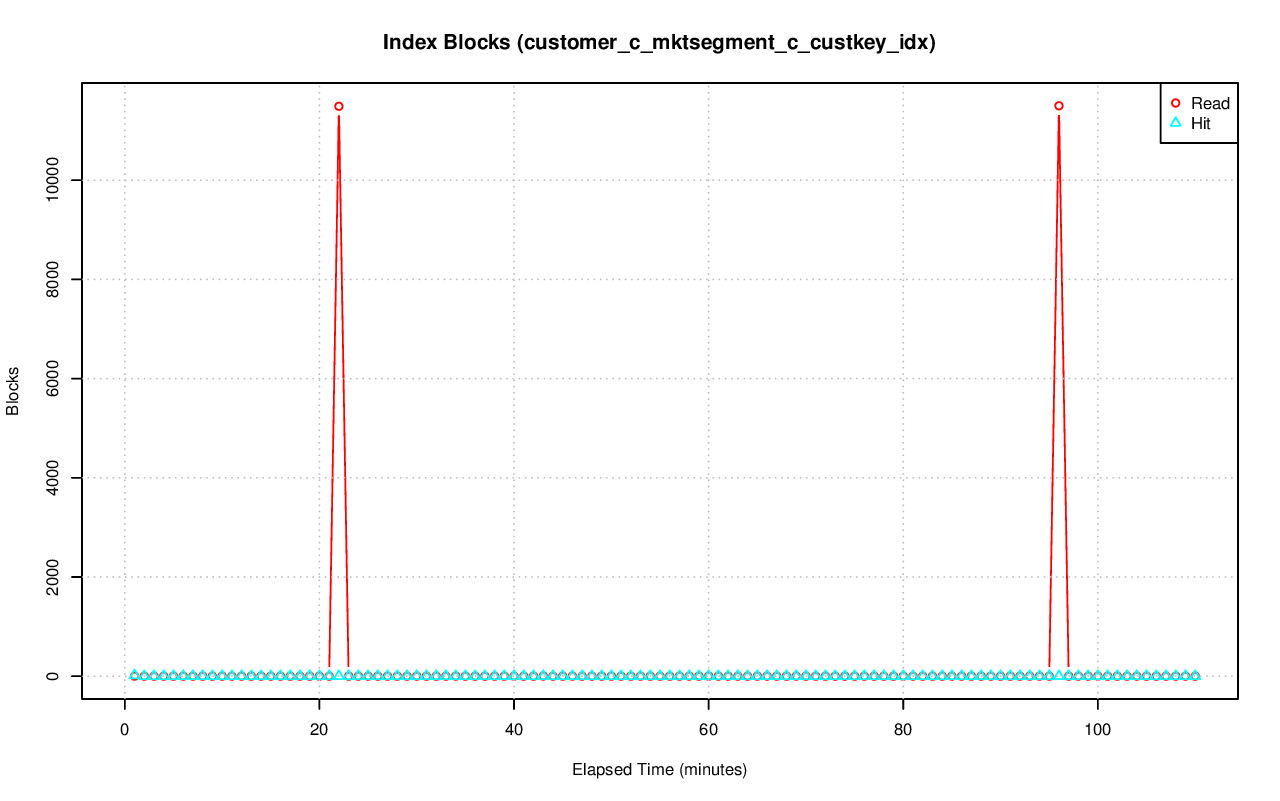 Index Blocks (customer_c_mktsegment_c_custkey_idx)
Read
Hit
10000
8000
6000
4000
2000
0
Blocks
0 20 40 60 80 100
Elapsed Time (minutes)